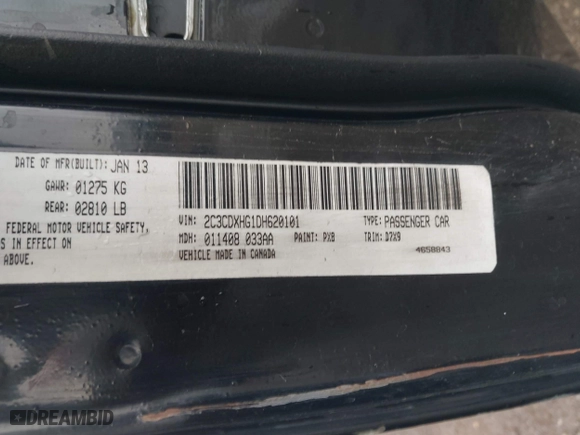 DATE OF MFR(BUILT): JAN 13
GAWR: 01275 KG
REAR: 02810 LB
FEDERAL MOTOR VEHICLE SAFETY,
S IN EFFECT ON
ABOVE.
VIN: 2C3CDXHG1DH620101 TYPE: PASSENGER CAR
MDH: 011408 033AA PAINT: PX8 TRIM: D7X9
VEHICLE MADE IN CANADA 4658843
DREAMBID